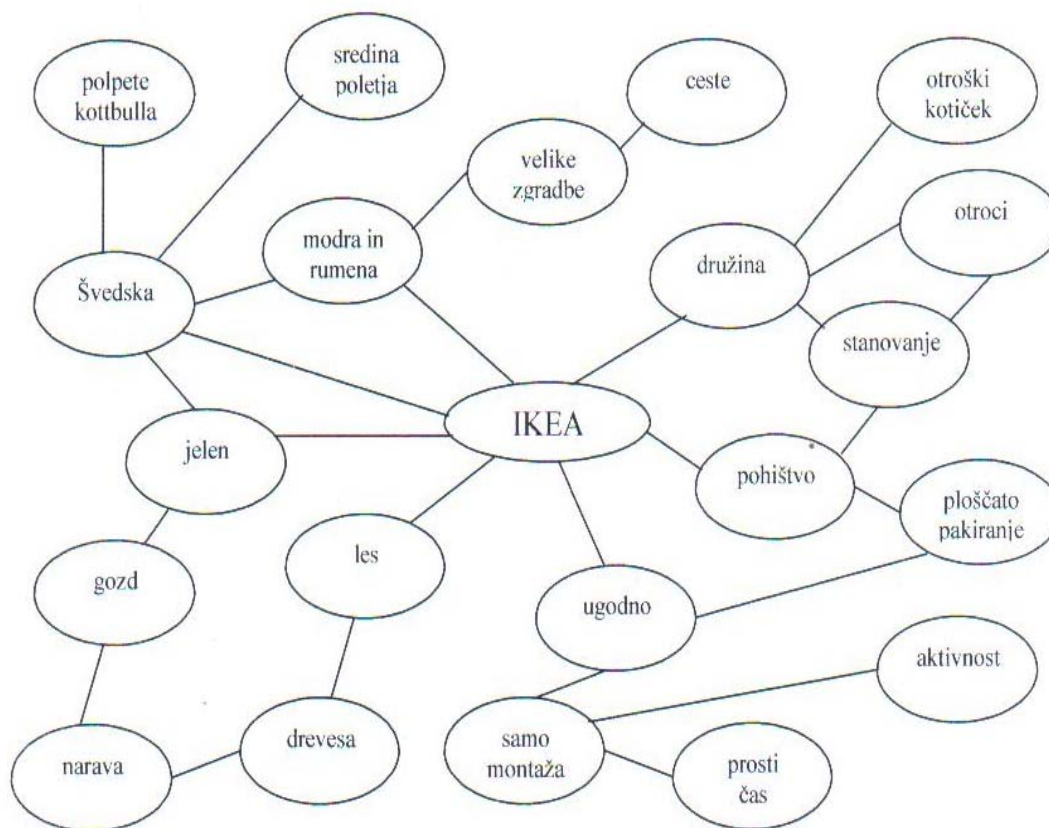 polpete
kottbulla
sredina
poletja
ceste
otroški
kotiček
velike
zgradbe
modra in
rumena
otroci
družina
Švedska
stanovanje
IKEA
jelen
pohištvo
ploščato
pakiranje
les
gozd
ugodno
aktivnost
narava
drevesa
samo
montaža
prosti
čas